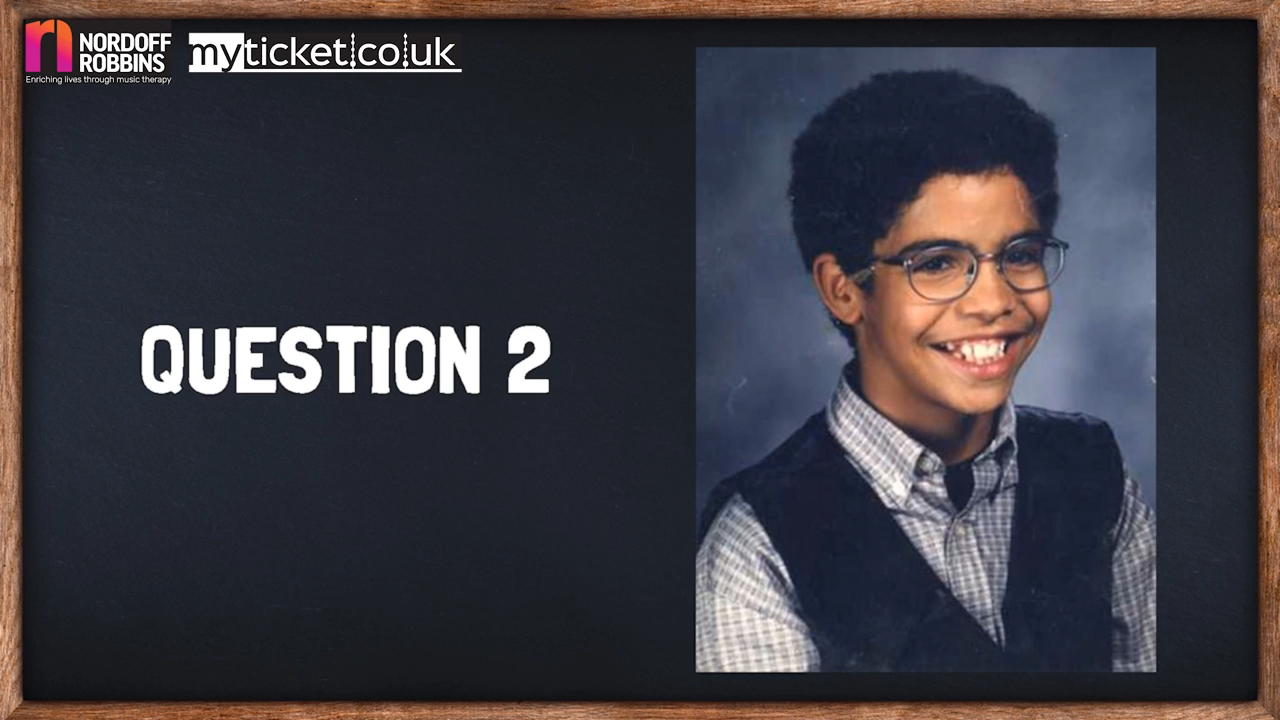 NORDOFF
ROBBINS
Enriching lives through music therapy
myticket.co.uk
QUESTION 2